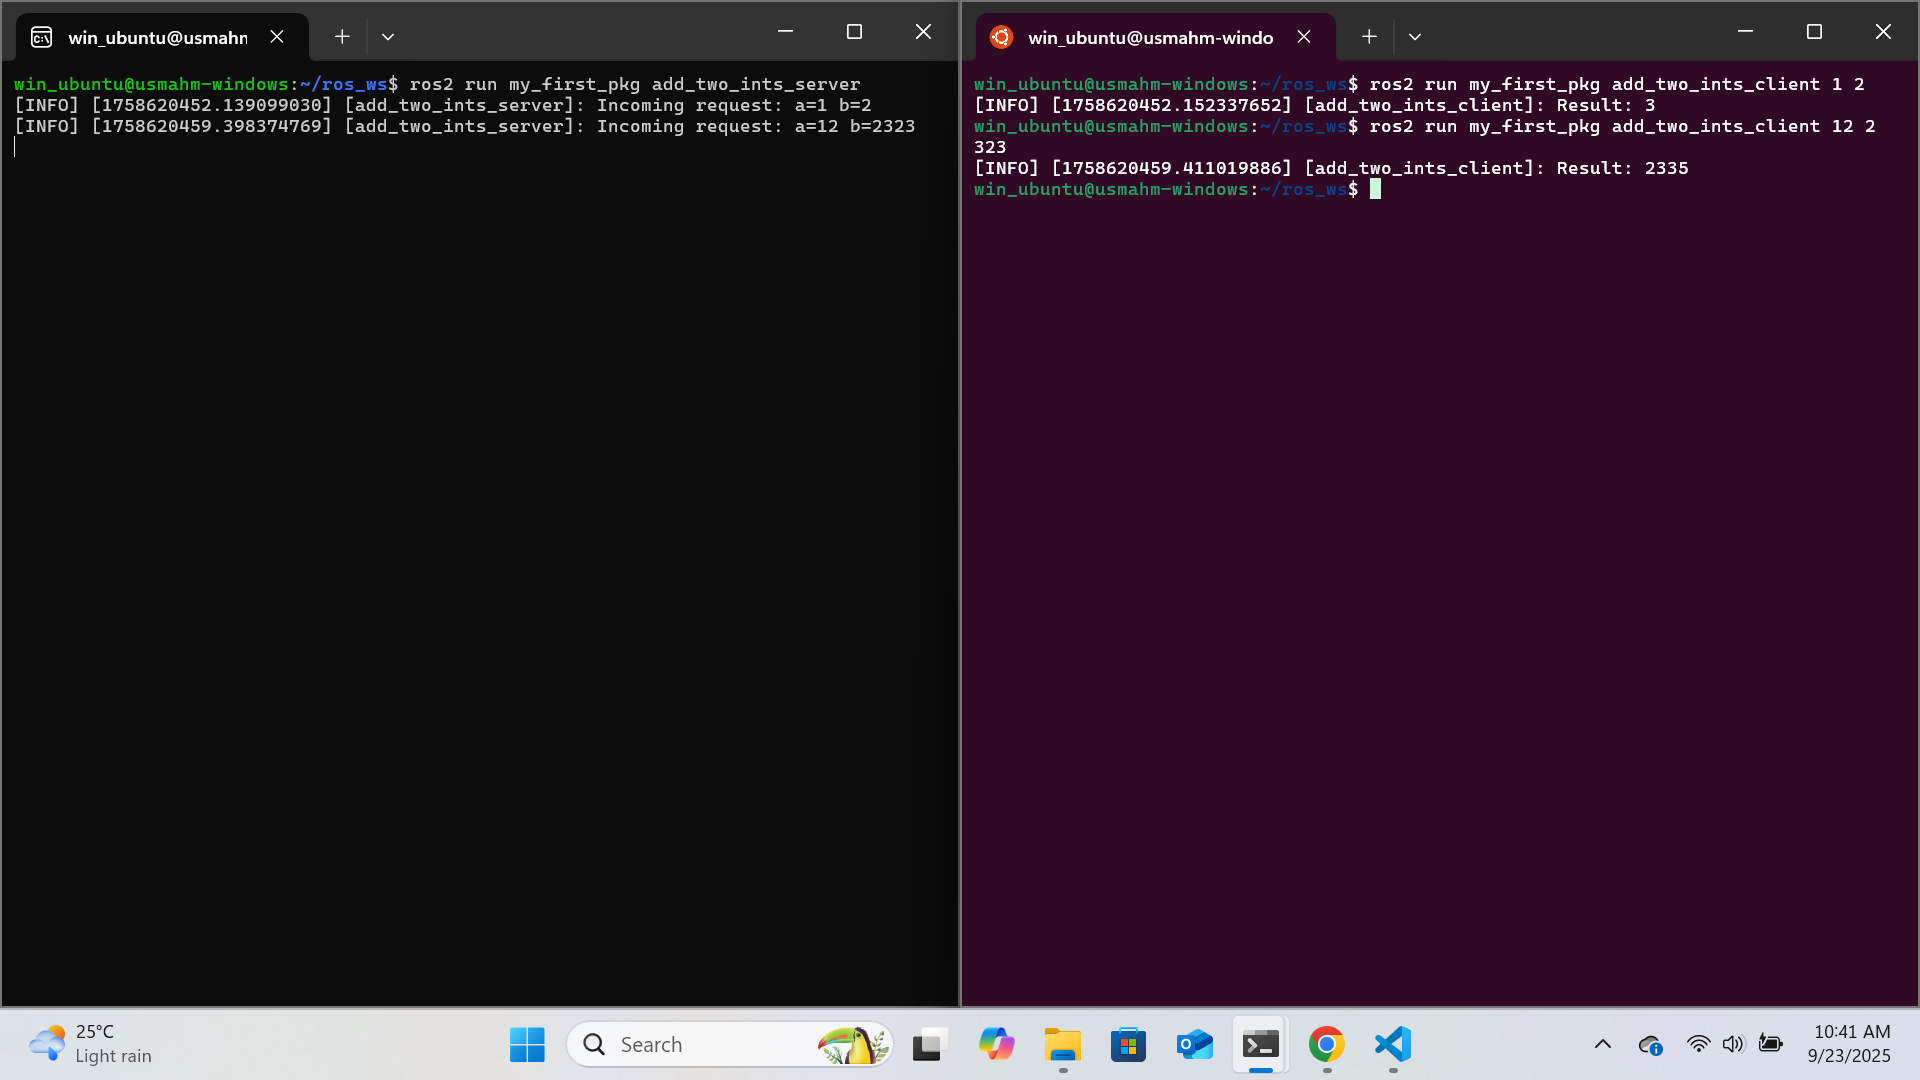 win_ubuntu@usmahn
win_ubuntu@usmahm-windows:~/ros_ws$ ros2 run my_first_pkg add_two_ints_server
[INFO] [1758620452.139099030] [add_two_ints_server]: Incoming request: a=1 b=2
[INFO] [1758620459.398374769] [add_two_ints_server]: Incoming request: a=12 b=2323
win_ubuntu@usmahm-windo
win_ubuntu@usmahm-windows:~/ros_ws$ ros2 run my_first_pkg add_two_ints_client 1 2
[INFO] [1758620452.152337652] [add_two_ints_client]: Result: 3
win_ubuntu@usmahm-windows:~/ros_ws$ ros2 run my_first_pkg add_two_ints_client 12 2
323
[INFO] [1758620459.411019886] [add_two_ints_client]: Result: 2335
win_ubuntu@usmahm-windows:~/ros_ws$
25°C
Light rain
Search
10:41 AM
9/23/2025